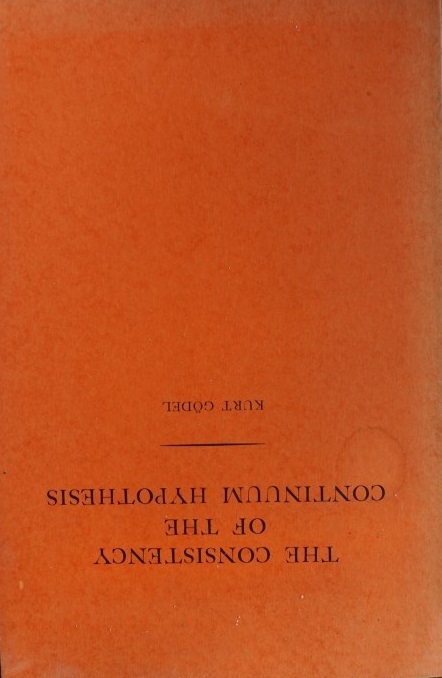 THE CONSISTENCY
OF THE
CONTINUUM HYPOTHESIS
KURT GÖDEL